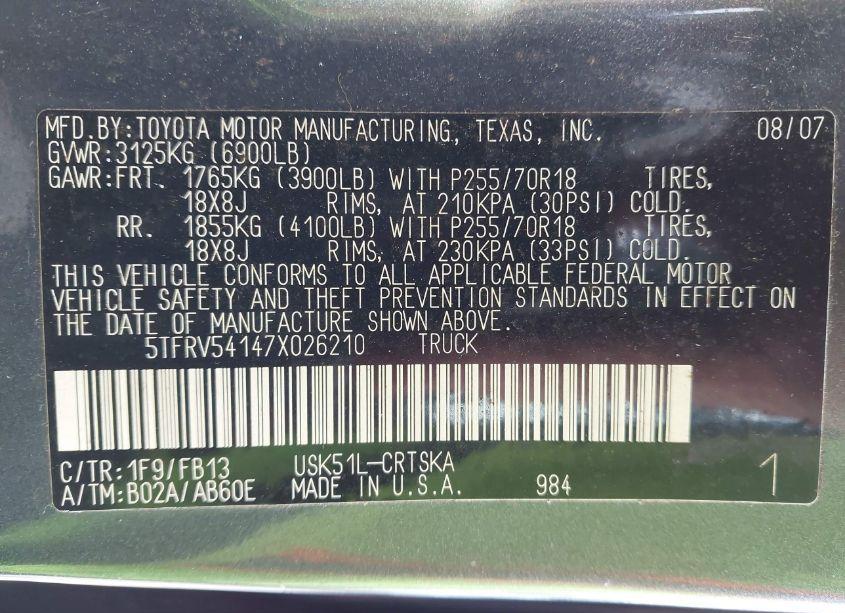 MFD.BY:TOYOTA MOTOR MANUFACTURING, TEXAS, INC. 08/07
GVWR:3125KG (6900LB)
GAWR:FRT. 1765KG (3900LB) WITH P255/70R18 TIRES,
18X8J RIMS, AT 210KPA (30PSI) COLD.
RR. 1855KG (4100LB) WITH P255/70R18 TIRES,
18X8J RIMS, AT 230KPA (33PSI) COLD.
THIS VEHICLE CONFORMS TO ALL APPLICABLE FEDERAL MOTOR
VEHICLE SAFETY AND THEFT PREVENTION STANDARDS IN EFFECT ON
THE DATE OF MANUFACTURE SHOWN ABOVE.
5TFRV54147X026210 TRUCK
C/TR:1F9/FB13 USK51L-CRTSKA
A/TM:B02A/AB60E MADE IN U.S.A. 984 1